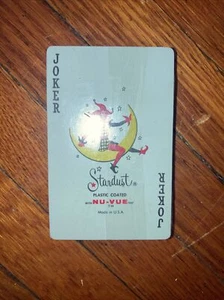 JOKER
Stardust®
PLASTIC COATED
NU-VUE
Made in U.S.A.
JOKER